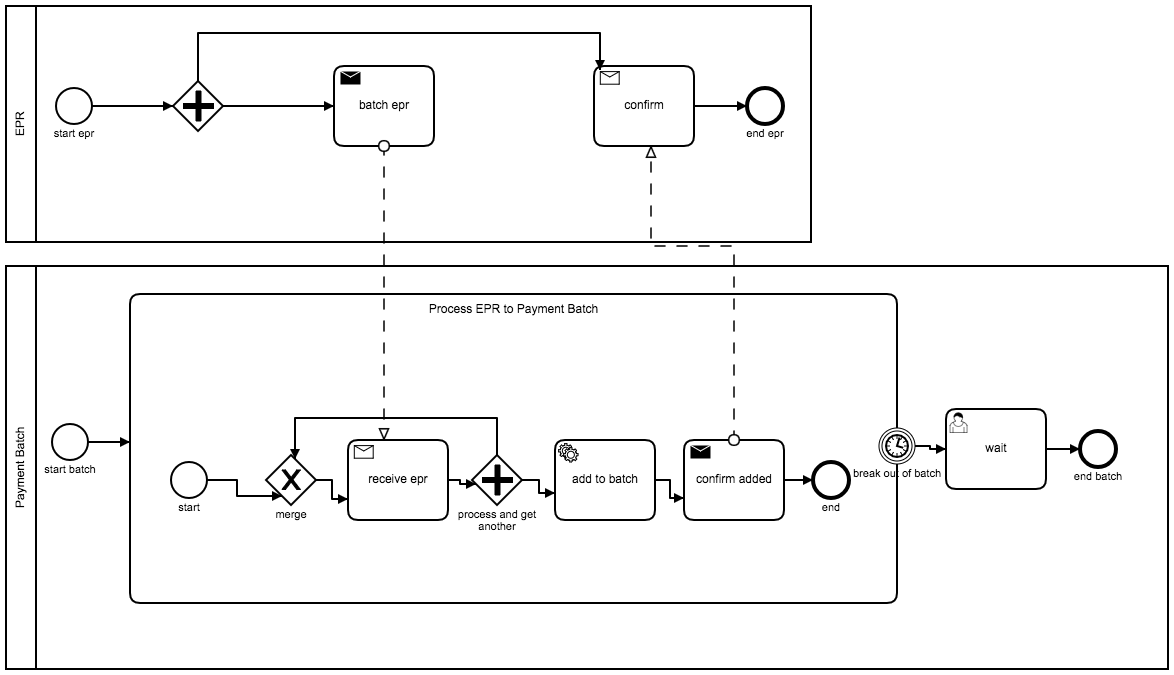 EPR
start epr
batch epr
confirm
end epr
Payment Batch
Process EPR to Payment Batch
start batch
start
merge
receive epr
process and get
another
add to batch
confirm added
end
break out of batch
wait
end batch